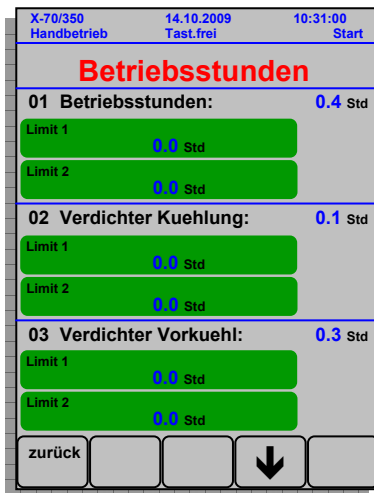 X-70/350 14.10.2009 10:31:00
Handbetrieb Tast.frei Start
Betriebsstunden
01 Betriebsstunden: 0.4 Std
Limit 1
0.0 Std
Limit 2
0.0 Std
02 Verdichter Kuehlung: 0.1 Std
Limit 1
0.0 Std
Limit 2
0.0 Std
03 Verdichter Vorkuehl: 0.3 Std
Limit 1
0.0 Std
Limit 2
0.0 Std
zurück